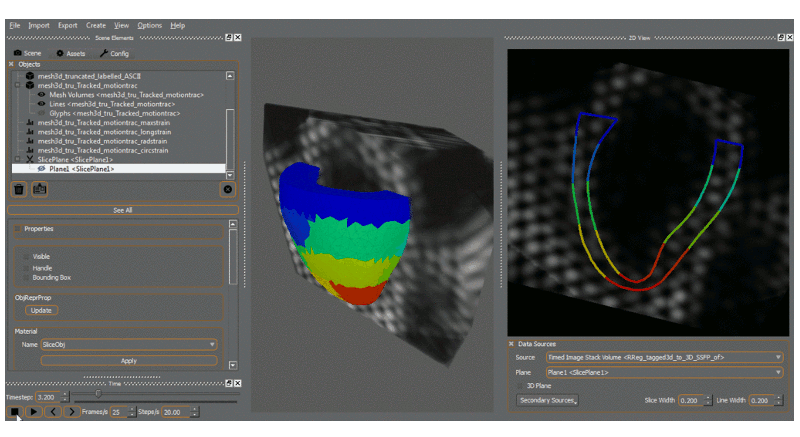 File Import Export Create View Options Help
Scene Elements
Scene Assets Config
Objects
mesh3d_truncated_labelled_ASCII
mesh3d_tru_Tracked_motiontrac
Mesh Volumes <mesh3d_tru_Tracked_motiontrac>
Lines <mesh3d_tru_Tracked_motiontrac>
Glyphs <mesh3d_tru_Tracked_motiontrac>
mesh3d_tru_Tracked_motiontrac_maxstrain
mesh3d_tru_Tracked_motiontrac_longstrain
mesh3d_tru_Tracked_motiontrac_radstrain
mesh3d_tru_Tracked_motiontrac_circstrain
SlicePlane <SlicePlane1>
Plane1 <SlicePlane1>
See All
Properties
Visible
Handle
Bounding Box
ObjReprProp
Update
Material
Name SliceObj
Apply
Time
Timestep: 3.200
Frames/s 25 Steps/s 20.00
2D View
Data Sources
Source Timed Image Stack Volume <RReg_tagged3d_to_3D_SSFP_of>
Plane Plane1 <SlicePlane1>
3D Plane
Secondary Sources Slice Width 0.200 Line Width 0.200